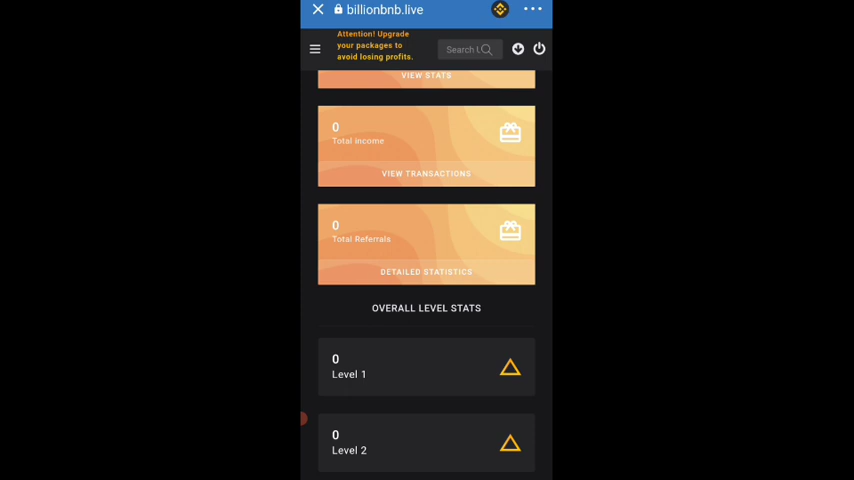 billionbnb.live
Attention! Upgrade
your packages to
avoid losing profits.
Search U
VIEW STATS
0
Total Income
VIEW TRANSACTIONS
0
Total Referrals
DETAILED STATISTICS
OVERALL LEVEL STATS
0
Level 1
0
Level 2